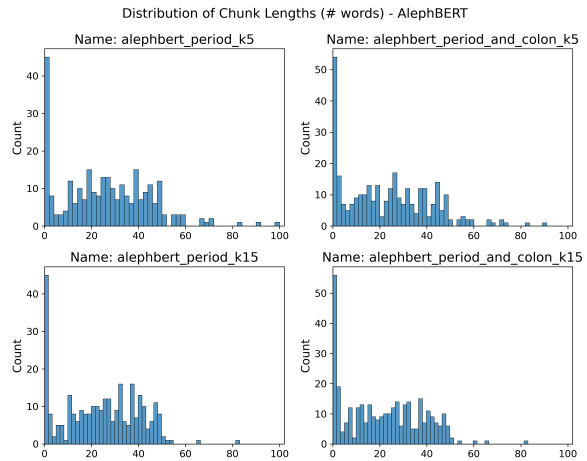 Distribution of Chunk Lengths (# words) - AlephBERT
Name: alephbert_period_k5
Name: alephbert_period_and_colon_k5
Count
40
30
20
10
0
0 20 40 60 80 100
Count
50
40
30
20
10
0
0 20 40 60 80 100
Name: alephbert_period_k15
Name: alephbert_period_and_colon_k15
Count
40
30
20
10
0
0 20 40 60 80 100
Count
50
40
30
20
10
0
0 20 40 60 80 100